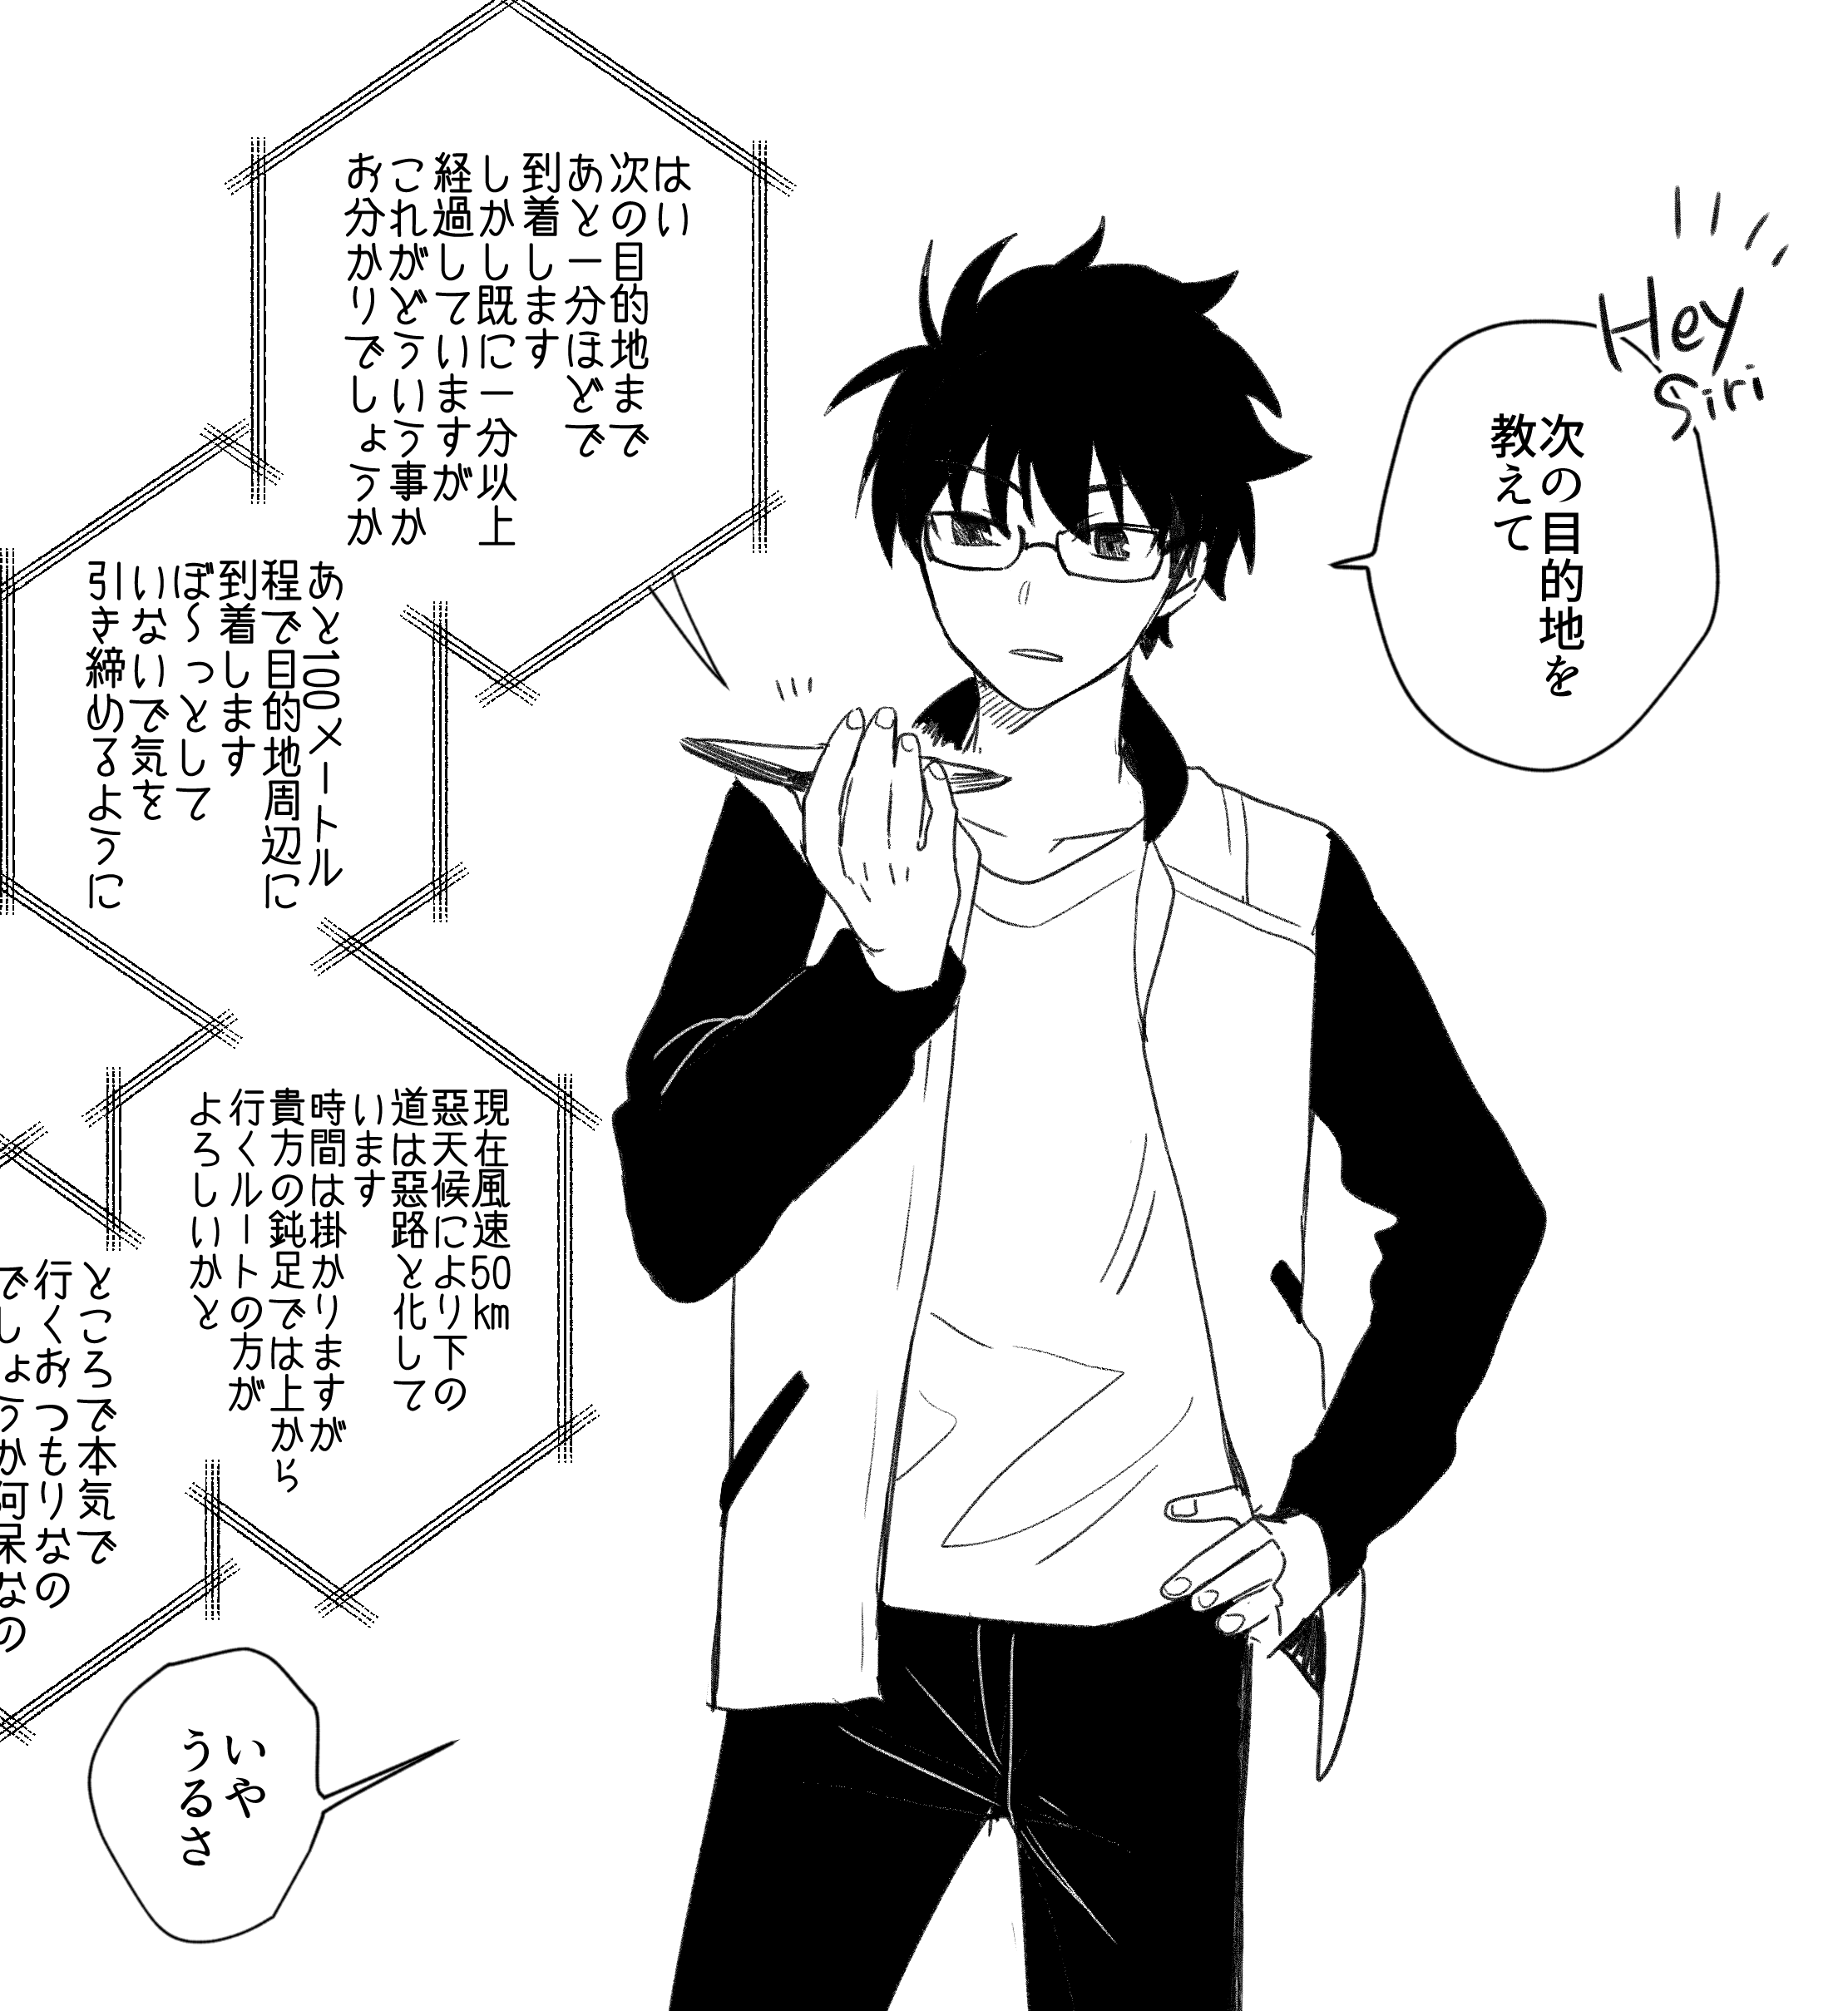 Hey
Siri
次の目的地を
教えて
はい
次の目的地まで
あと一分ほどで
到着します
しかし既に一分以上
経過していますが
これがどういう事か
お分かりでしょうか
あと100メートル
程で目的地周辺に
到着します
ぼ〜っとして
いないで気を
引き締めるように
現在風速50km
惡天候により下の
道は惡路と化して
います
時間は掛かりますが
貴方の鈍足では上から
行くルートの方が
よろしいかと
ところで本気で
行くおつもりなの
でしょうか何呆なの
いや
うるさ